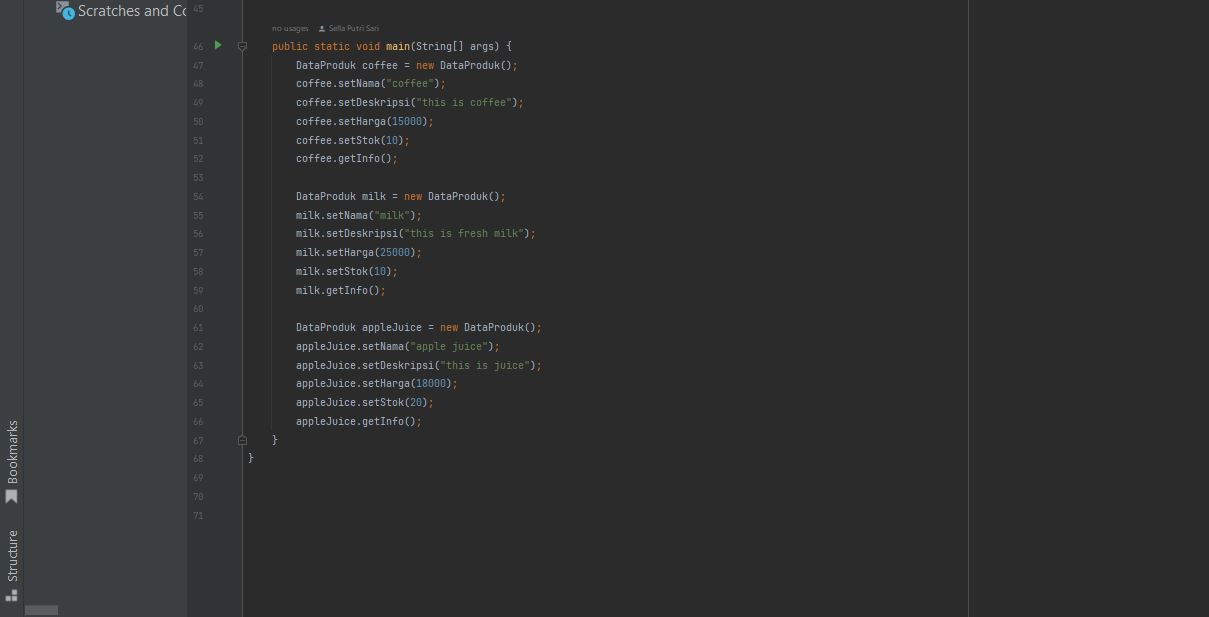 Scratches and Co
45
no usages Sella Putri Sari
46 public static void main(String[] args) {
47 DataProduk coffee = new DataProduk();
48 coffee.setNama("coffee");
49 coffee.setDeskripsi("this is coffee");
50 coffee.setHarga(15000);
51 coffee.setStok(10);
52 coffee.getInfo();
53
54 DataProduk milk = new DataProduk();
55 milk.setNama("milk");
56 milk.setDeskripsi("this is fresh milk");
57 milk.setHarga(25000);
58 milk.setStok(10);
59 milk.getInfo();
60
61 DataProduk appleJuice = new DataProduk();
62 appleJuice.setNama("apple juice");
63 appleJuice.setDeskripsi("this is juice");
64 appleJuice.setHarga(18000);
65 appleJuice.setStok(20);
66 appleJuice.getInfo();
67 }
68 }
69
70
71
Bookmarks
Structure